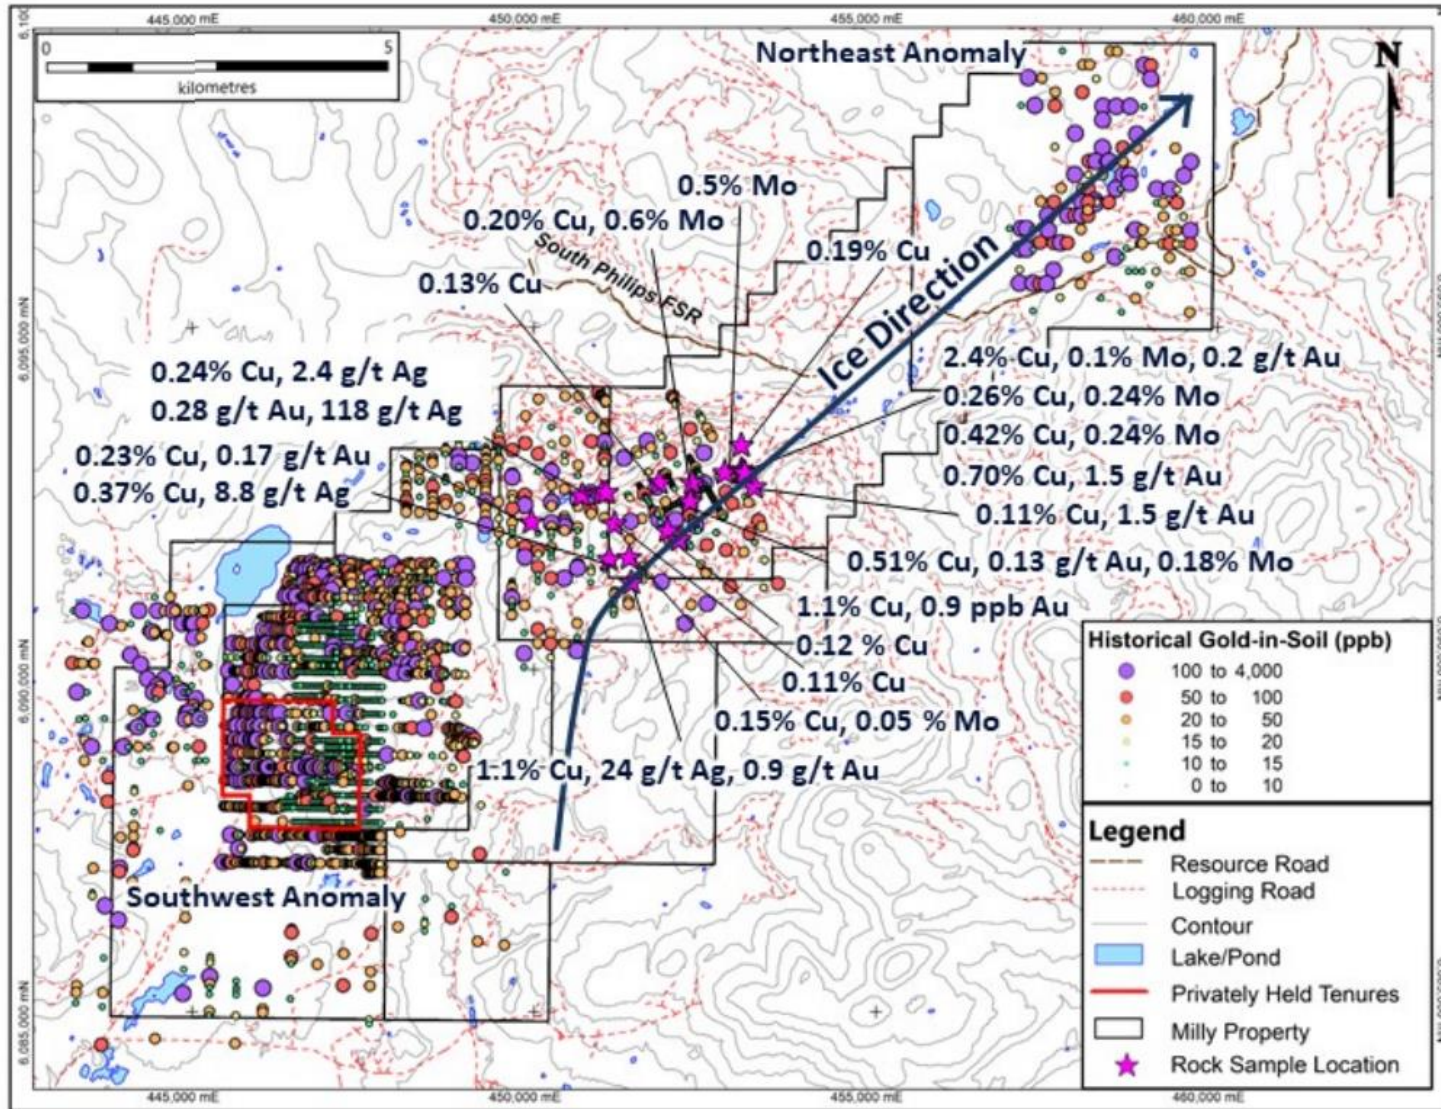 445,000 mE
450,000 mE
455,000 mE
460,000 mE
0
5
kilometres
Northeast Anomaly
N
0.5% Mo
0.20% Cu, 0.6% Mo
South Philips FSR
0.19% Cu
0.13% Cu
Ice Direction
6,095,000 mN
0.24% Cu, 2.4 g/t Ag
0.28 g/t Au, 118 g/t Ag
0.23% Cu, 0.17 g/t Au
0.37% Cu, 8.8 g/t Ag
2.4% Cu, 0.1% Mo, 0.2 g/t Au
0.26% Cu, 0.24% Mo
0.42% Cu, 0.24% Mo
0.70% Cu, 1.5 g/t Au
0.11% Cu, 1.5 g/t Au
0.51% Cu, 0.13 g/t Au, 0.18% Mo
1.1% Cu, 0.9 ppb Au
0.12 % Cu
0.11% Cu
0.15% Cu, 0.05 % Mo
1.1% Cu, 24 g/t Ag, 0.9 g/t Au
6,090,000 mN
Southwest Anomaly
6,085,000 mN
Historical Gold-in-Soil (ppb)
100 to 4,000
50 to 100
20 to 50
15 to 20
10 to 15
0 to 10
Legend
Resource Road
Logging Road
Contour
Lake/Pond
Privately Held Tenures
Milly Property
Rock Sample Location
445,000 mE
450,000 mE
455,000 mE
460,000 mE